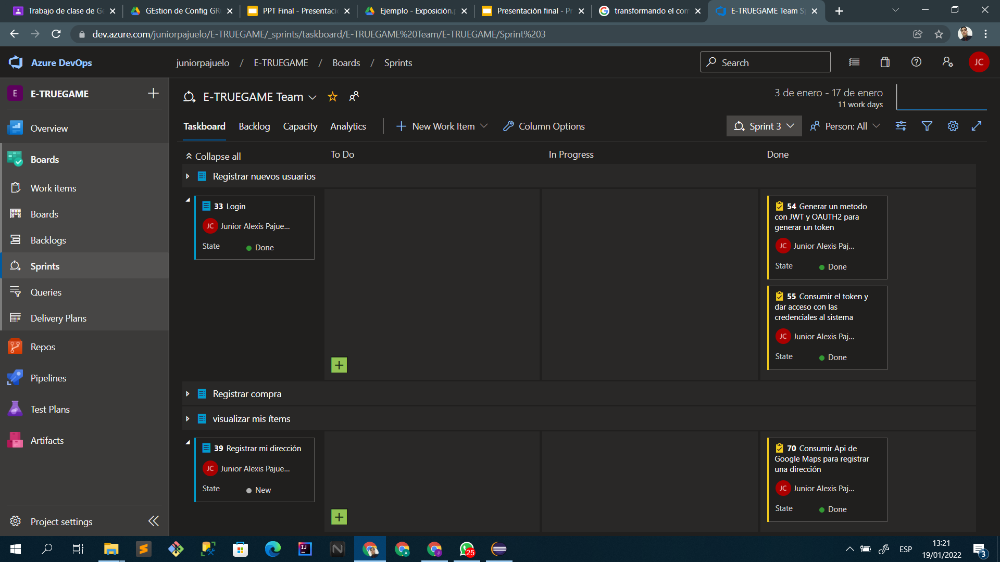 Trabajo de clase de Ge
GEstion de Config GRU
PPT Final - Presentació
Ejemplo - Exposición.p
Presentación final - Pr
transformando el com
E-TRUEGAME Team Sp
dev.azure.com/juniorpajuelo/E-TRUEGAME/_sprints/taskboard/E-TRUEGAME%20Team/E-TRUEGAME/Sprint%203
Azure DevOps
juniorpajuelo / E-TRUEGAME / Boards / Sprints
Search
JC
E E-TRUEGAME
Overview
Boards
Work items
Boards
Backlogs
Sprints
Queries
Delivery Plans
Repos
Pipelines
Test Plans
Artifacts
Project settings
E-TRUEGAME Team
3 de enero - 17 de enero
11 work days
Taskboard Backlog Capacity Analytics New Work Item Column Options
Sprint 3 Person: All
Collapse all
To Do
In Progress
Done
Registrar nuevos usuarios
33 Login
JC Junior Alexis Pajue...
State Done
54 Generar un metodo
con JWT y OAUTH2 para
generar un token
JC Junior Alexis Paj...
State Done
55 Consumir el token y
dar acceso con las
credenciales al sistema
JC Junior Alexis Paj...
State Done
Registrar compra
visualizar mis ítems
39 Registrar mi dirección
JC Junior Alexis Pajue...
State New
70 Consumir Api de
Google Maps para registrar
una dirección
JC Junior Alexis Paj...
State Done
IJ
N
A
J
25
ESP
13:21
19/01/2022
3